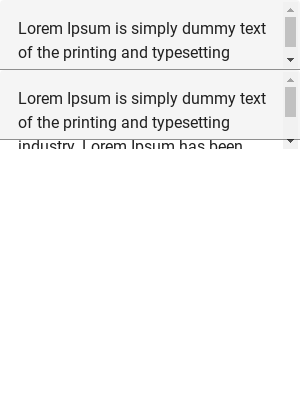 Lorem Ipsum is simply dummy text
of the printing and typesetting
Lorem Ipsum is simply dummy text
of the printing and typesetting
industry. Lorem Ipsum has been